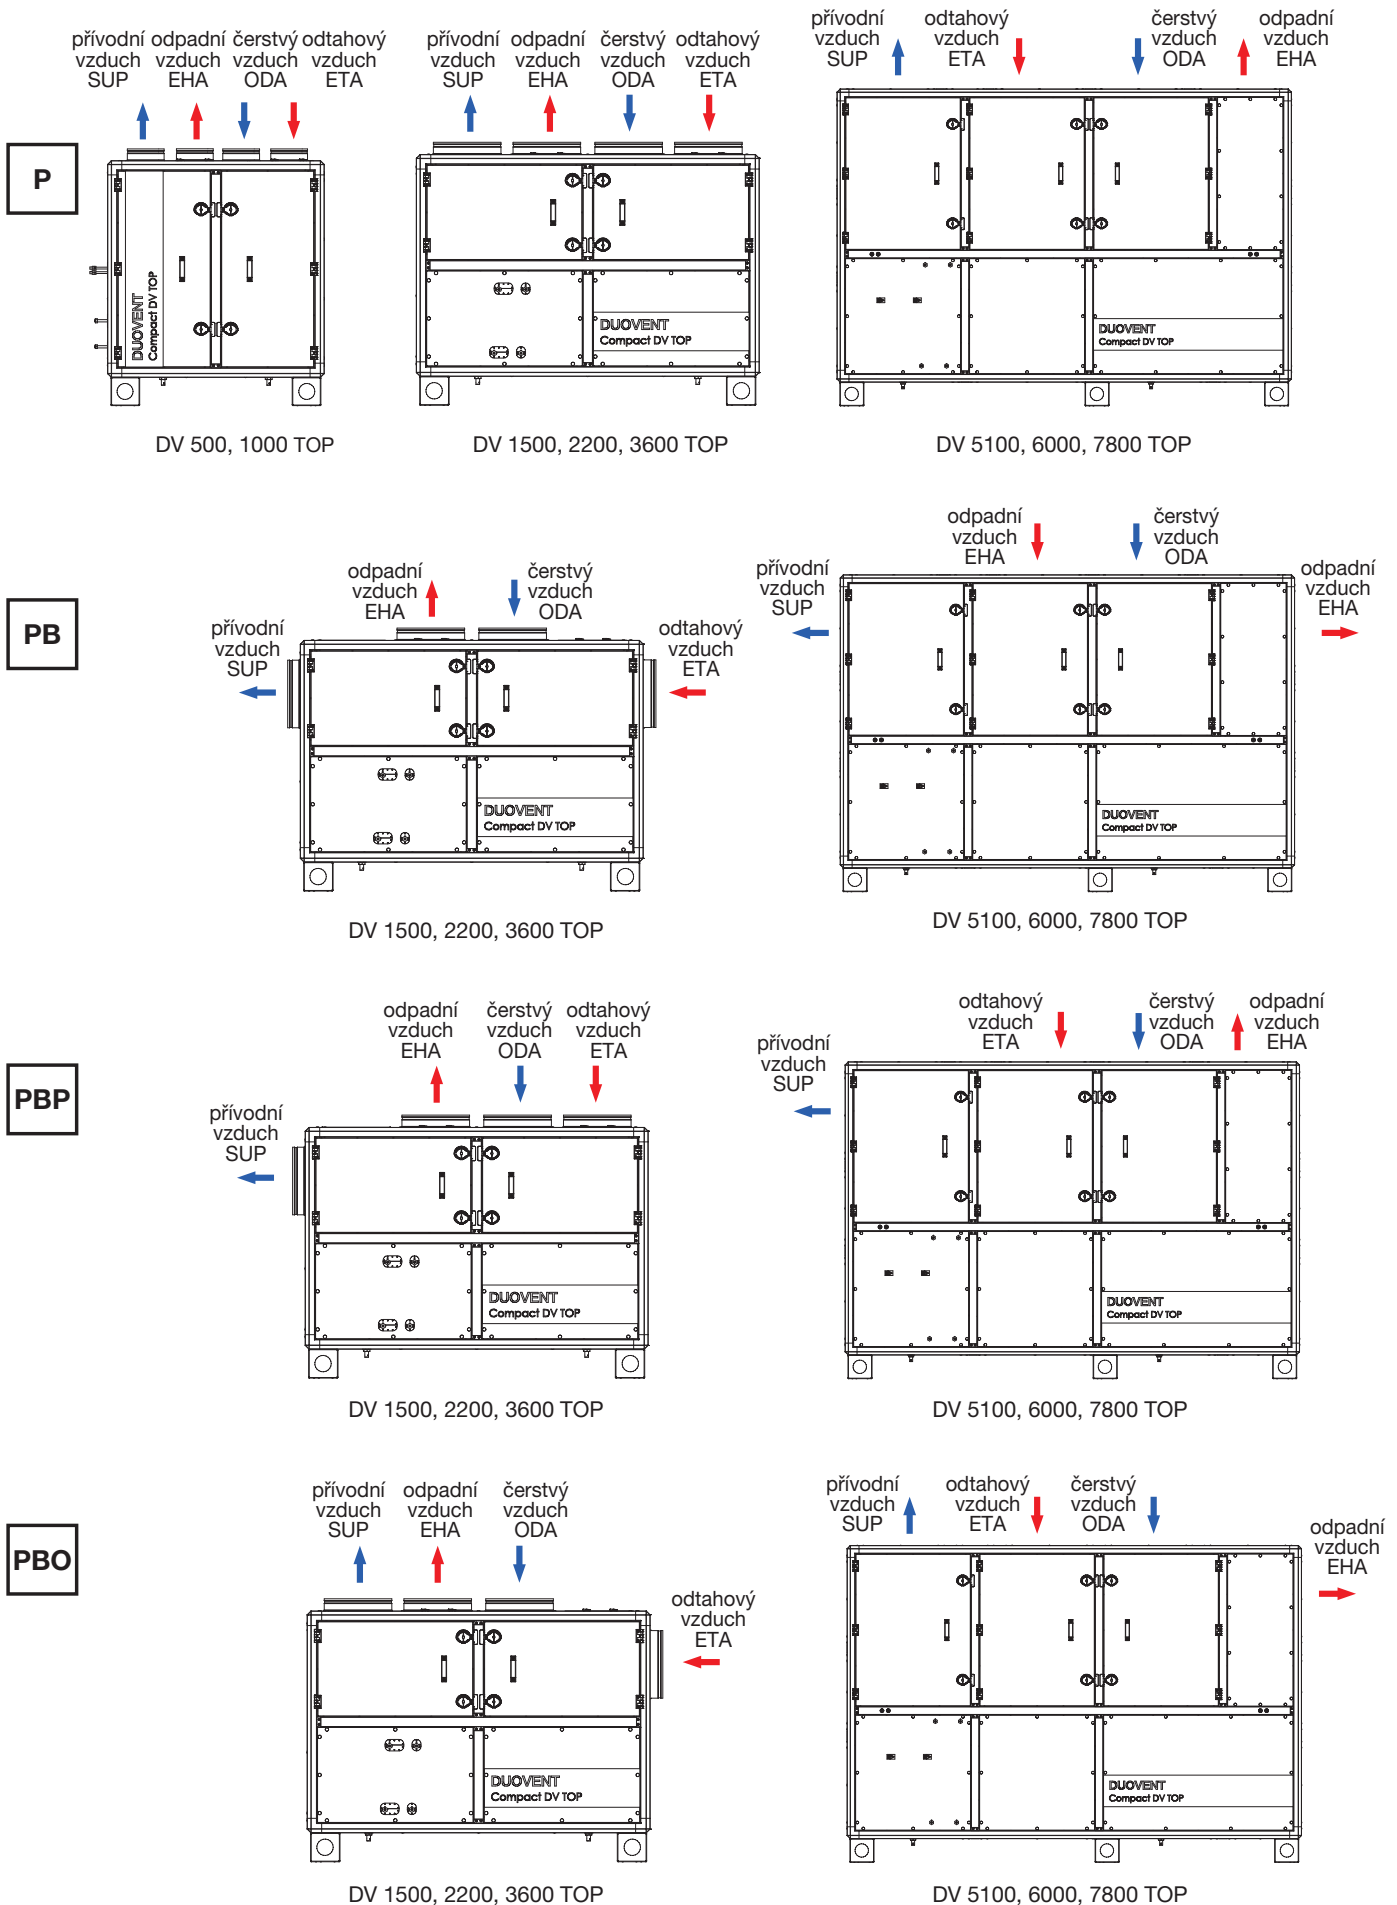 přívodní
vzduch
SUP
odpadní
vzduch
EHA
čerstvý
vzduch
ODA
odtahový
vzduch
ETA
přívodní
vzduch
SUP
odpadní
vzduch
EHA
čerstvý
vzduch
ODA
odtahový
vzduch
ETA
přívodní
vzduch
SUP
odtahový
vzduch
ETA
čerstvý
vzduch
ODA
odpadní
vzduch
EHA
P
DUOVENT
Compact DV TOP
DUOVENT
Compact DV TOP
DUOVENT
Compact DV TOP
DV 500, 1000 TOP
DV 1500, 2200, 3600 TOP
DV 5100, 6000, 7800 TOP
PB
přívodní
vzduch
SUP
odpadní
vzduch
EHA
čerstvý
vzduch
ODA
odtahový
vzduch
ETA
přívodní
vzduch
SUP
odpadní
vzduch
EHA
čerstvý
vzduch
ODA
odpadní
vzduch
EHA
DUOVENT
Compact DV TOP
DUOVENT
Compact DV TOP
DV 1500, 2200, 3600 TOP
DV 5100, 6000, 7800 TOP
PBP
přívodní
vzduch
SUP
odpadní
vzduch
EHA
čerstvý
vzduch
ODA
odtahový
vzduch
ETA
přívodní
vzduch
SUP
odtahový
vzduch
ETA
čerstvý
vzduch
ODA
odpadní
vzduch
EHA
DUOVENT
Compact DV TOP
DUOVENT
Compact DV TOP
DV 1500, 2200, 3600 TOP
DV 5100, 6000, 7800 TOP
PBO
přívodní
vzduch
SUP
odpadní
vzduch
EHA
čerstvý
vzduch
ODA
odtahový
vzduch
ETA
přívodní
vzduch
SUP
odtahový
vzduch
ETA
čerstvý
vzduch
ODA
odpadní
vzduch
EHA
DUOVENT
Compact DV TOP
DUOVENT
Compact DV TOP
DV 1500, 2200, 3600 TOP
DV 5100, 6000, 7800 TOP